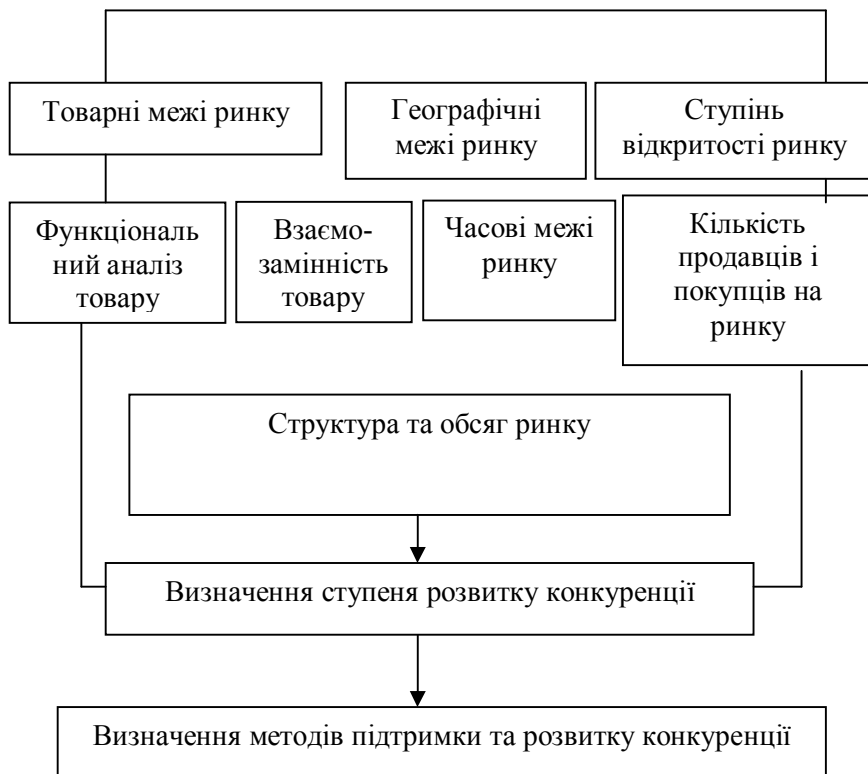 Товарні межі ринку
Географічні
межі ринку
Ступінь
відкритості ринку
Функціональ
ний аналіз
товару
Взаємо-
замінність
товару
Часові межі
ринку
Кількість
продавців і
покупців на
ринку
Структура та обсяг ринку
Визначення ступеня розвитку конкуренції
Визначення методів підтримки та розвитку конкуренції